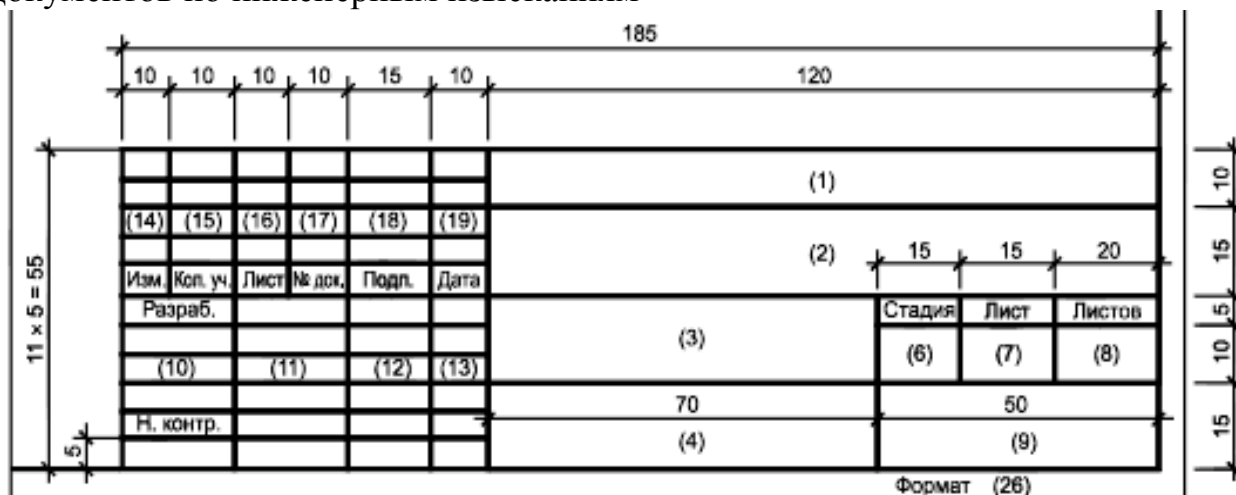 документов по инженерным изысканиям
185
10 10 10 10 15 10 120
(1)
10
(14) (15) (16) (17) (18) (19)
(2)
15 15 20
15
Изм. Кол. уч. Лист № док. Подп. Дата
Разраб.
Стадия Лист Листов
5
11 x 5 = 55
(3)
(6) (7) (8)
10
(10) (11) (12) (13)
70 50
Н. контр.
15
5
(4)
(9)
Формат (26)